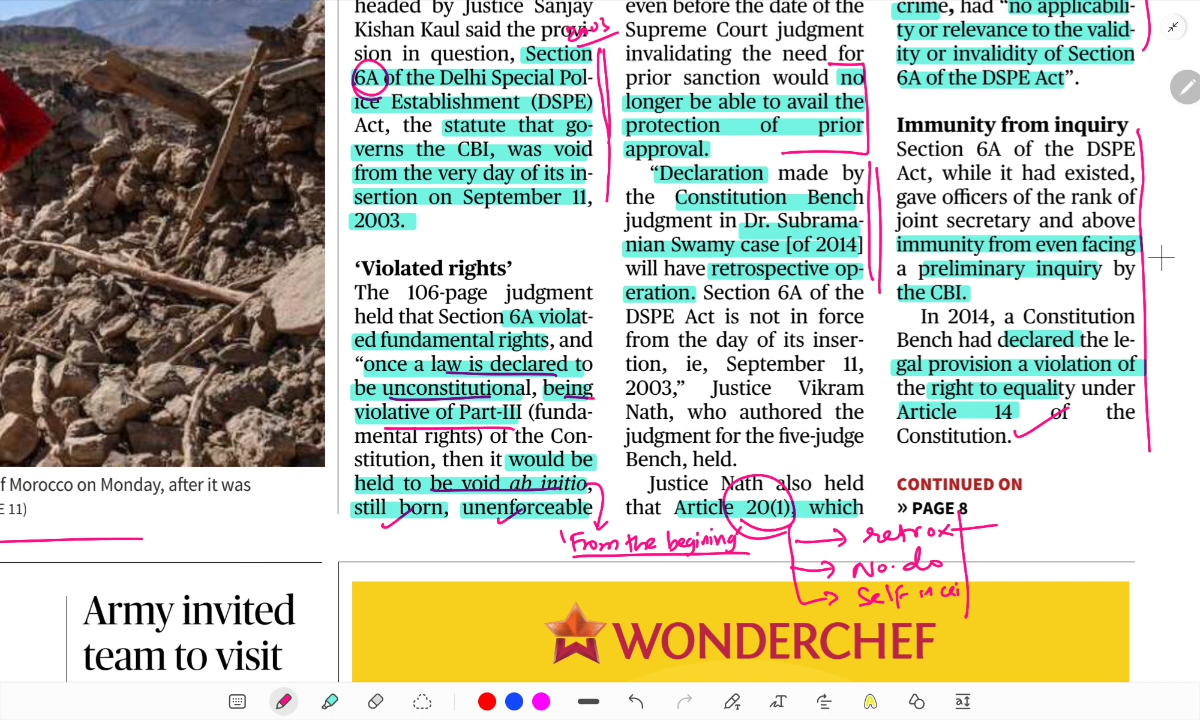 headed by Justice Sanjay
Kishan Kaul said the provi-
2003
sion in question, Section
6A of the Delhi Special Pol-
ice Establishment (DSPE)
Act, the statute that go-
verns the CBI, was void
from the very day of its in-
sertion on September 11,
2003.
‘Violated rights’
The 106-page judgment
held that Section 6A violat-
ed fundamental rights, and
“once a law is declared to
be unconstitutional, being
violative of Part-III (funda-
mental rights) of the Con-
stitution, then it would be
held to be void ab initio,
still born, unenforceable
'From the begining
even before the date of the
Supreme Court judgment
invalidating the need for
prior sanction would no
longer be able to avail the
protection of prior
approval.
“Declaration made by
the Constitution Bench
judgment in Dr. Subrama-
nian Swamy case [of 2014]
will have retrospective op-
eration. Section 6A of the
DSPE Act is not in force
from the day of its inser-
tion, ie, September 11,
2003,” Justice Vikram
Nath, who authored the
judgment for the five-judge
Bench, held.
Justice Nath also held
that Article 20(1), which
retrox
No. do
Self in cri
crime, had “no applicabili-
ty or relevance to the valid-
ity or invalidity of Section
6A of the DSPE Act”.
Immunity from inquiry
Section 6A of the DSPE
Act, while it had existed,
gave officers of the rank of
joint secretary and above
immunity from even facing
a preliminary inquiry by
the CBI.
In 2014, a Constitution
Bench had declared the le-
gal provision a violation of
the right to equality under
Article 14 of the
Constitution.
CONTINUED ON
» PAGE 8
f Morocco on Monday, after it was
E 11)
Army invited
team to visit
WONDERCHEF